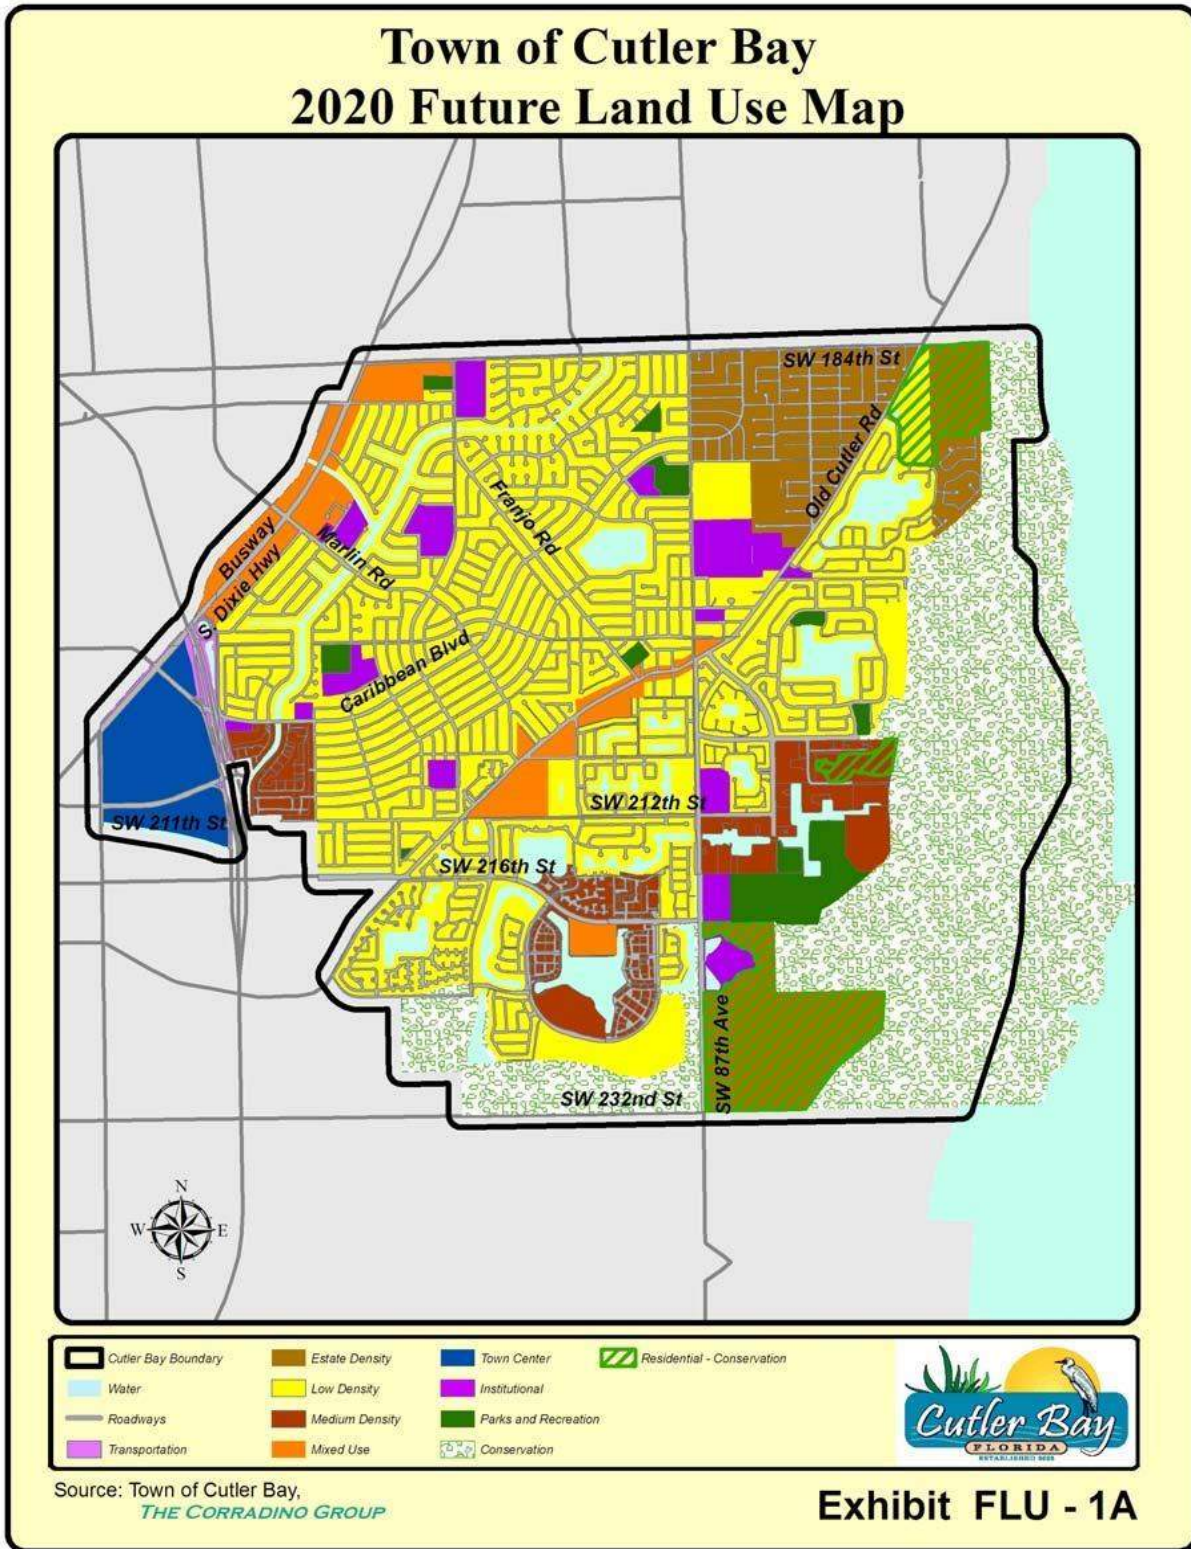 Town of Cutler Bay
2020 Future Land Use Map
SW 184th St
Old Cutler Rd
Franjo Rd
Marlin Rd
Busway
S. Dixie Hwy
Caribbean Blvd
SW 211th St
SW 212th St
SW 216th St
SW 87th Ave
SW 232nd St
N
W
E
S
Cutler Bay Boundary
Water
Roadways
Transportation
Estate Density
Low Density
Medium Density
Mixed Use
Town Center
Institutional
Parks and Recreation
Conservation
Residential - Conservation
Cutler Bay
FLORIDA
Source: Town of Cutler Bay,
THE CORRADINO GROUP
Exhibit FLU - 1A